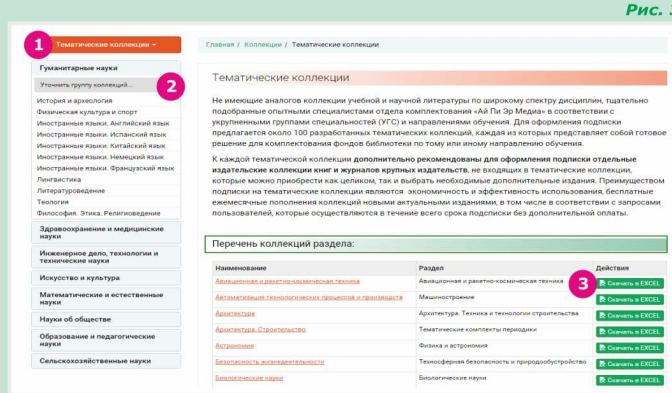 Рис. 3
1
Тематические коллекции
Главная / Коллекции / Тематические коллекции
Гуманитарные науки
Уточнить группу коллекций...
2
История и археология
Физическая культура и спорт
Иностранные языки. Английский язык
Иностранные языки. Испанский язык
Иностранные языки. Китайский язык
Иностранные языки. Немецкий язык
Иностранные языки. Французский язык
Лингвистика
Литературоведение
Теология
Философия. Этика. Религиоведение
Здравоохранение и медицинские
науки
Инженерное дело, технологии и
технические науки
Искусство и культура
Математические и естественные
науки
Науки об обществе
Образование и педагогические
науки
Сельскохозяйственные науки
Тематические коллекции
Не имеющие аналогов коллекции учебной и научной литературы по широкому спектру дисциплин, тщательно
подобранные опытными специалистами отдела комплектования «Ай Пи Эр Медиа» в соответствии с
укрупненными группами специальностей (УГС) и направлениями обучения. Для оформления подписки
предлагается около 100 разработанных тематических коллекций, каждая из которых представляет собой готовое
решение для комплектования фондов библиотеки по тому или иному направлению обучения.
К каждой тематической коллекции дополнительно рекомендованы для оформления подписки отдельные
издательские коллекции книг и журналов крупных издательств, не входящих в тематические коллекции,
которые можно приобрести как целиком, так и выбрать необходимые дополнительные издания. Преимуществом
подписки на тематические коллекции являются экономичность и эффективность использования, бесплатные
ежемесячные пополнения коллекций новыми актуальными изданиями, в том числе в соответствии с запросами
пользователей, которые осуществляются в течение всего срока подписки без дополнительной оплаты.
Перечень коллекций раздела:
Наименование Раздел Действия
Авиационная и ракетно-космическая техника Авиационная и ракетно-космическая техника 3 Скачать в EXCEL
Автоматизация технологических процессов и производств Машиностроение Скачать в EXCEL
Архитектура Архитектура. Техника и технологии строительства Скачать в EXCEL
Архитектура. Строительство Тематические комплекты периодики Скачать в EXCEL
Астрономия Физика и астрономия Скачать в EXCEL
Безопасность жизнедеятельности Техносферная безопасность и природообустройство Скачать в EXCEL
Биологические науки Биологические науки Скачать в EXCEL